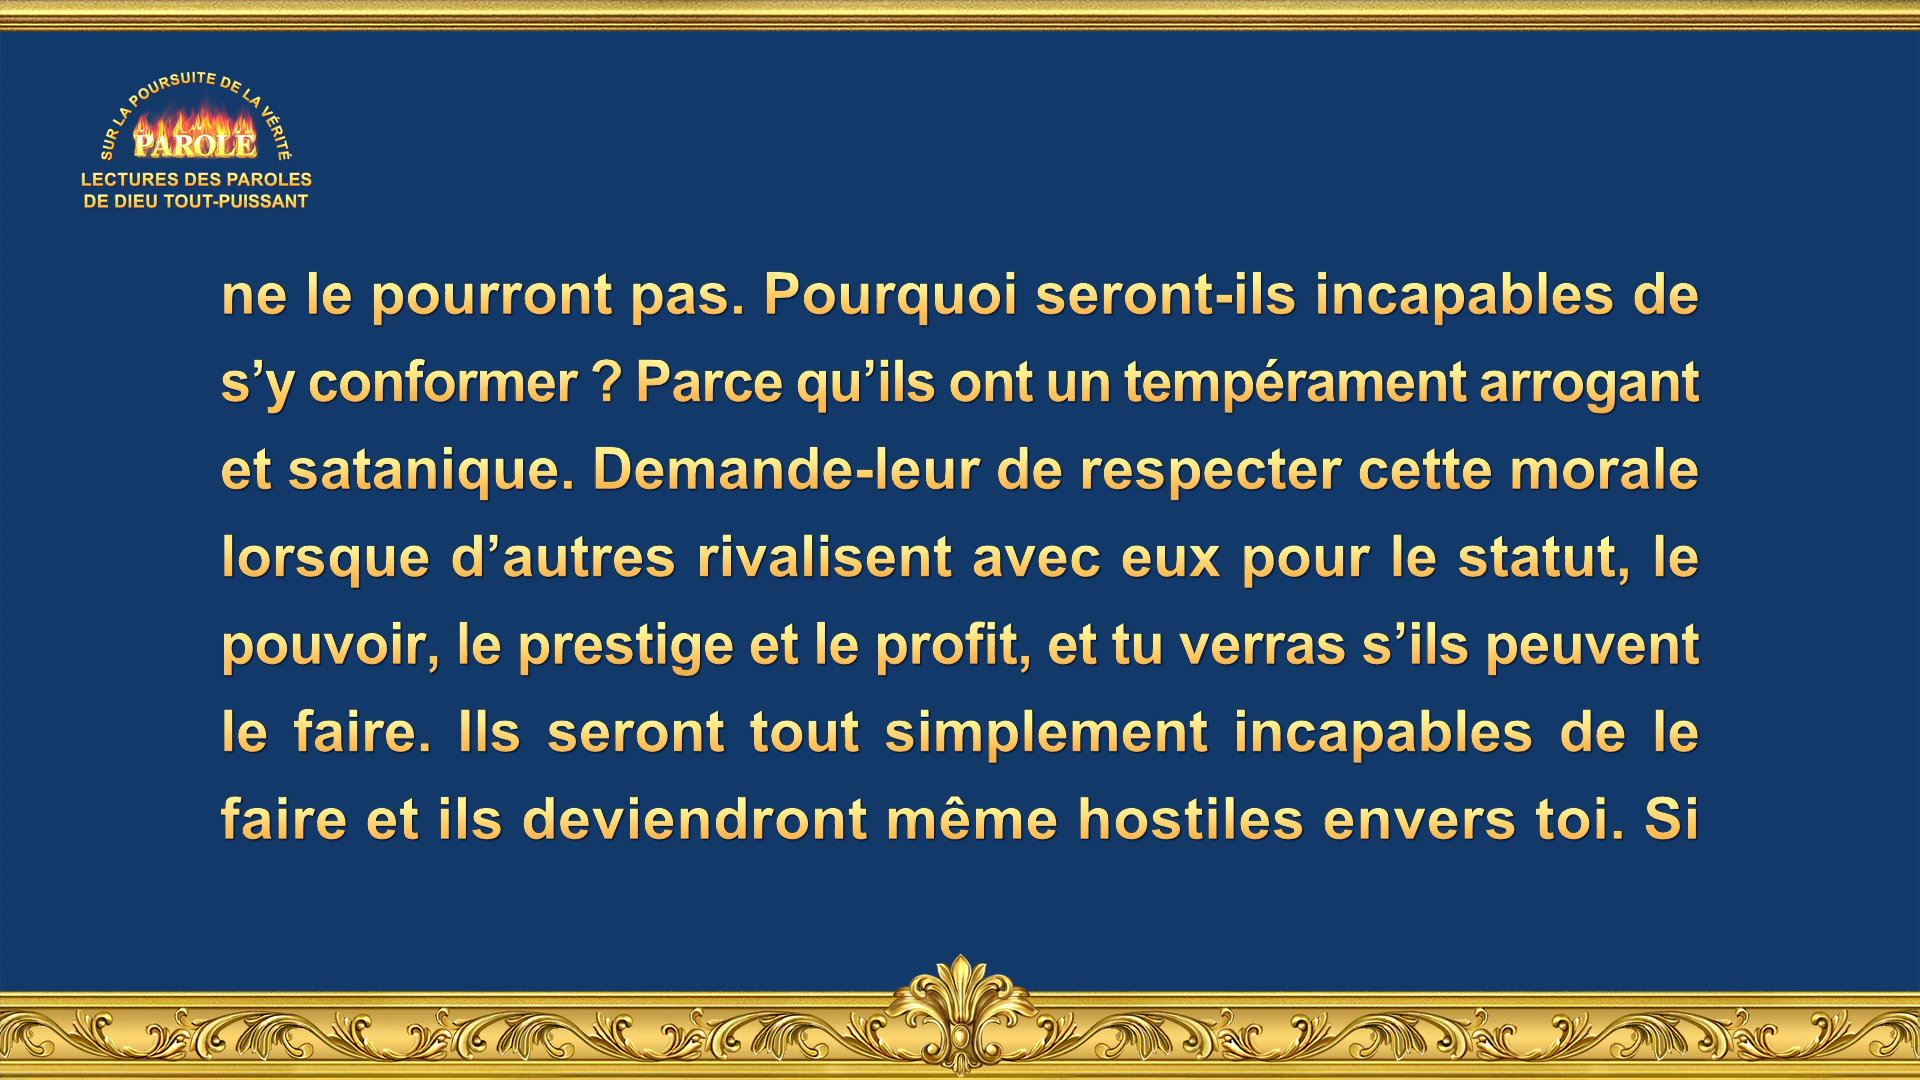 SUR LA POURSUITE DE LA VÉRITÉ
PAROLE
LECTURES DES PAROLES
DE DIEU TOUT-PUISSANT
ne le pourront pas. Pourquoi seront-ils incapables de
s’y conformer ? Parce qu’ils ont un tempérament arrogant
et satanique. Demande-leur de respecter cette morale
lorsque d’autres rivalisent avec eux pour le statut, le
pouvoir, le prestige et le profit, et tu verras s’ils peuvent
le faire. Ils seront tout simplement incapables de le
faire et ils deviendront même hostiles envers toi. Si